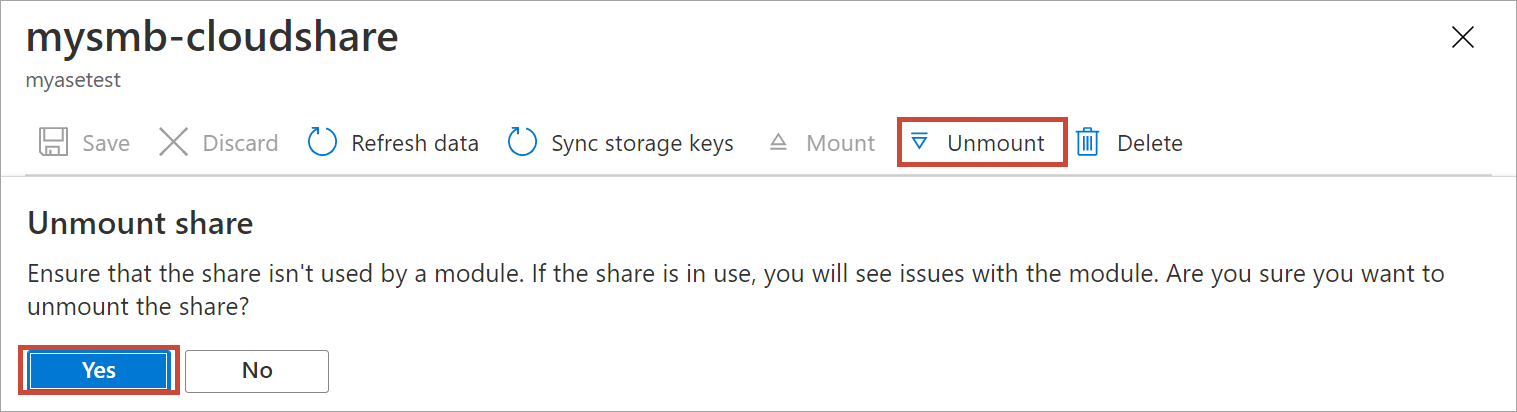 mysmb-cloudshare
myasetest
Save Discard Refresh data Sync storage keys Mount Unmount Delete
Unmount share
Ensure that the share isn't used by a module. If the share is in use, you will see issues with the module. Are you sure you want to
unmount the share?
Yes No